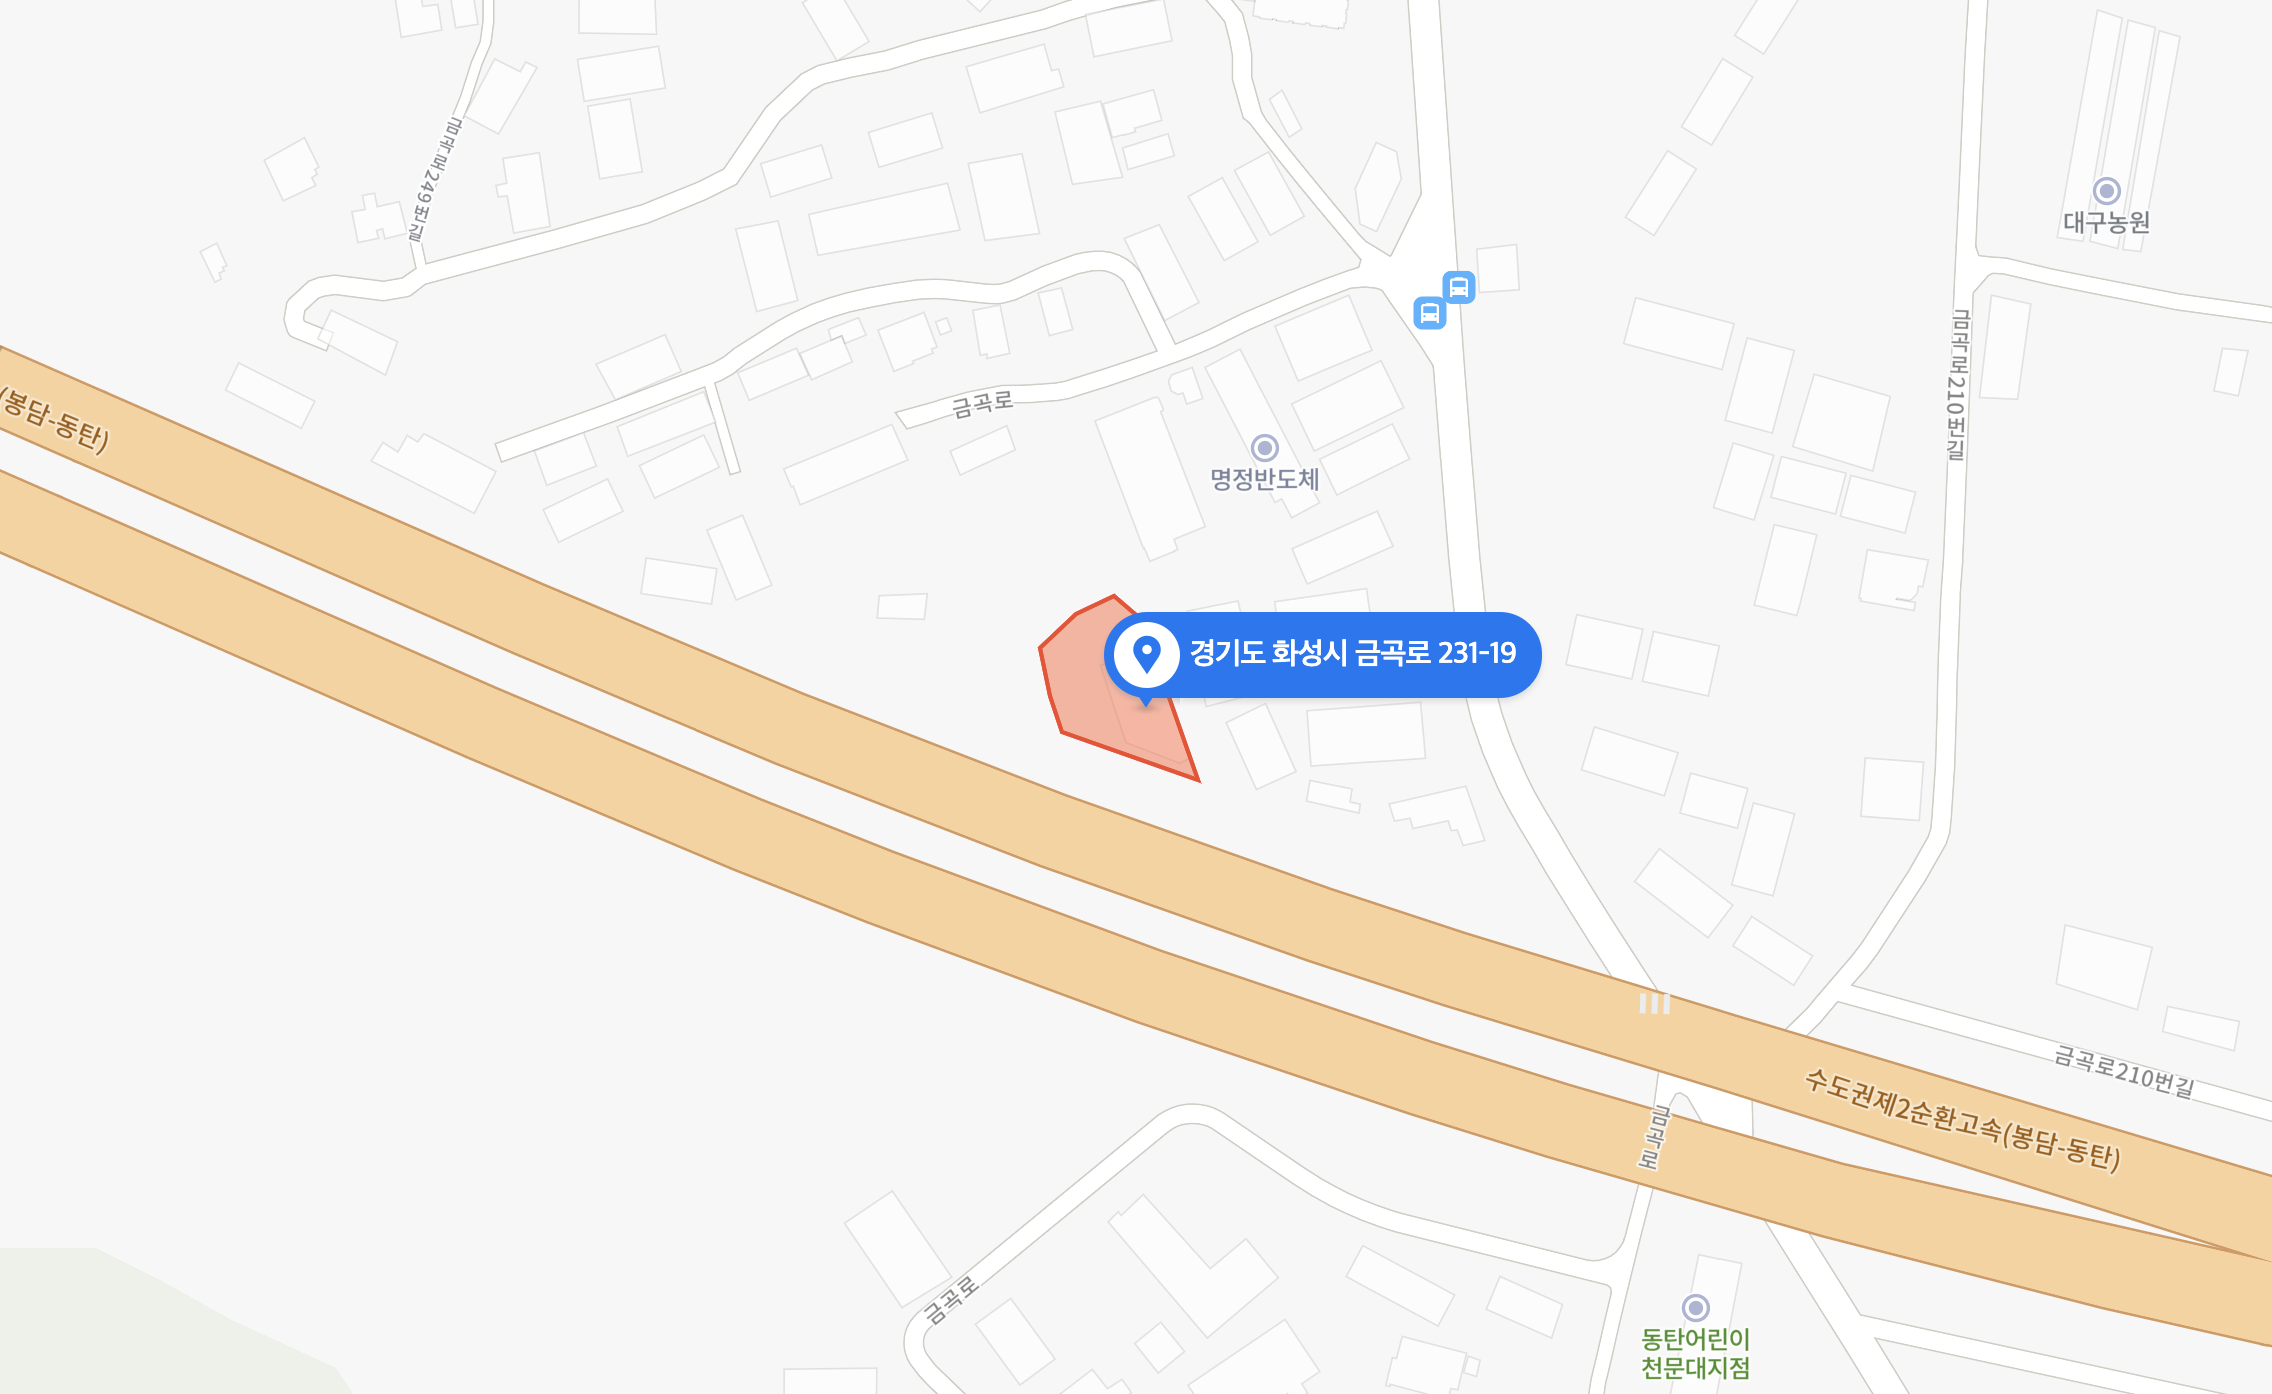 금곡로249번길
대구농원
금곡로210번길
(봉담-동탄)
금곡로
명정반도체
경기도 화성시 금곡로 231-19
금곡로210번길
수도권제2순환고속(봉담-동탄)
금곡로
금곡로
동탄어린이
천문대지점